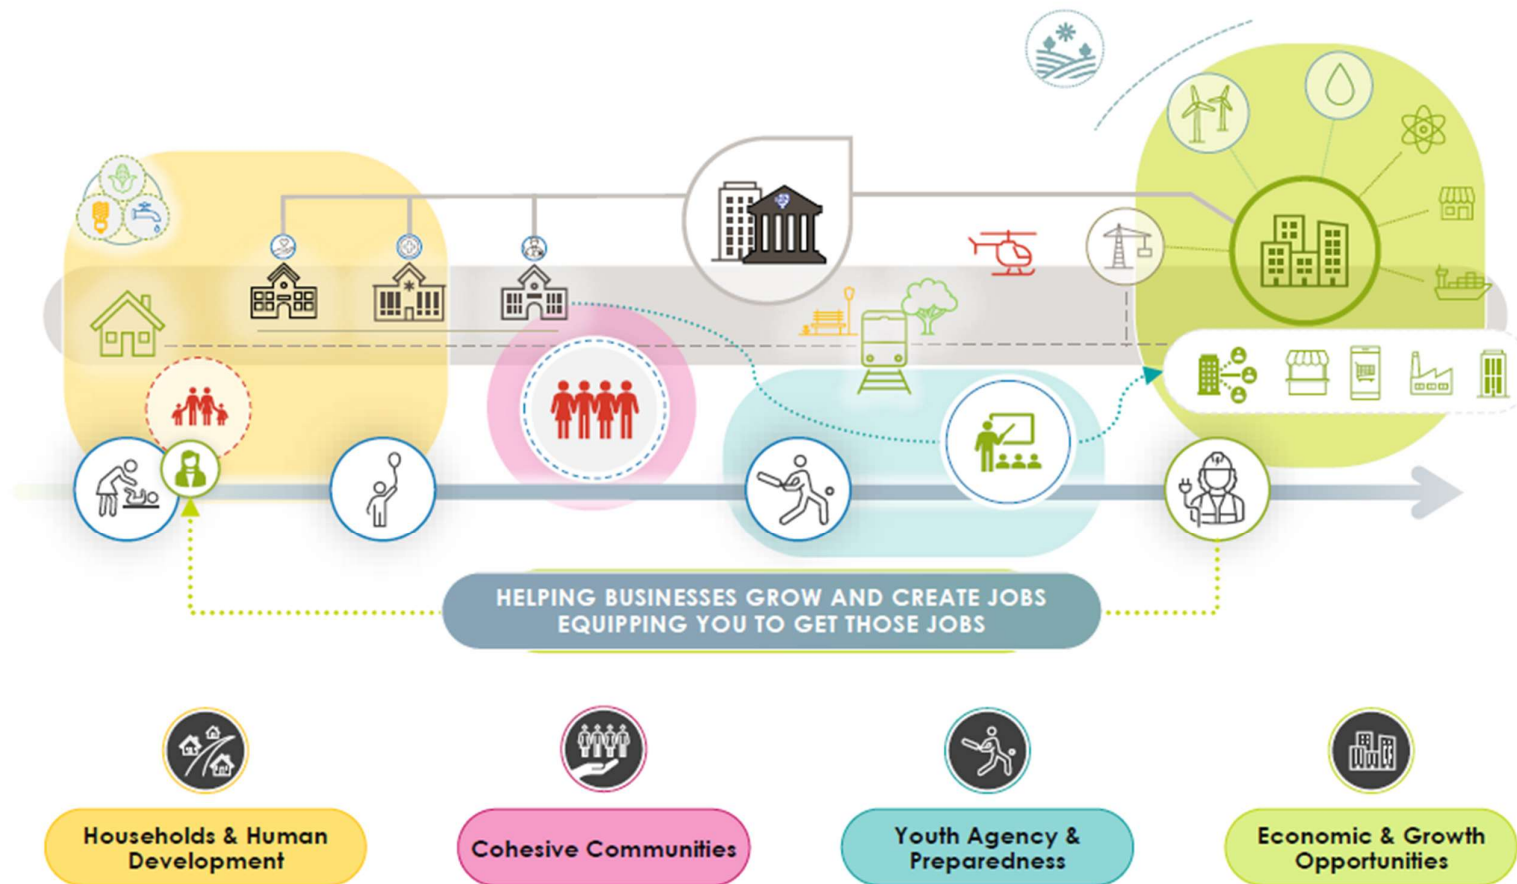 HELPING BUSINESSES GROW AND CREATE JOBS
EQUIPPING YOU TO GET THOSE JOBS
Households & Human
Development
Cohesive Communities
Youth Agency &
Preparedness
Economic & Growth
Opportunities